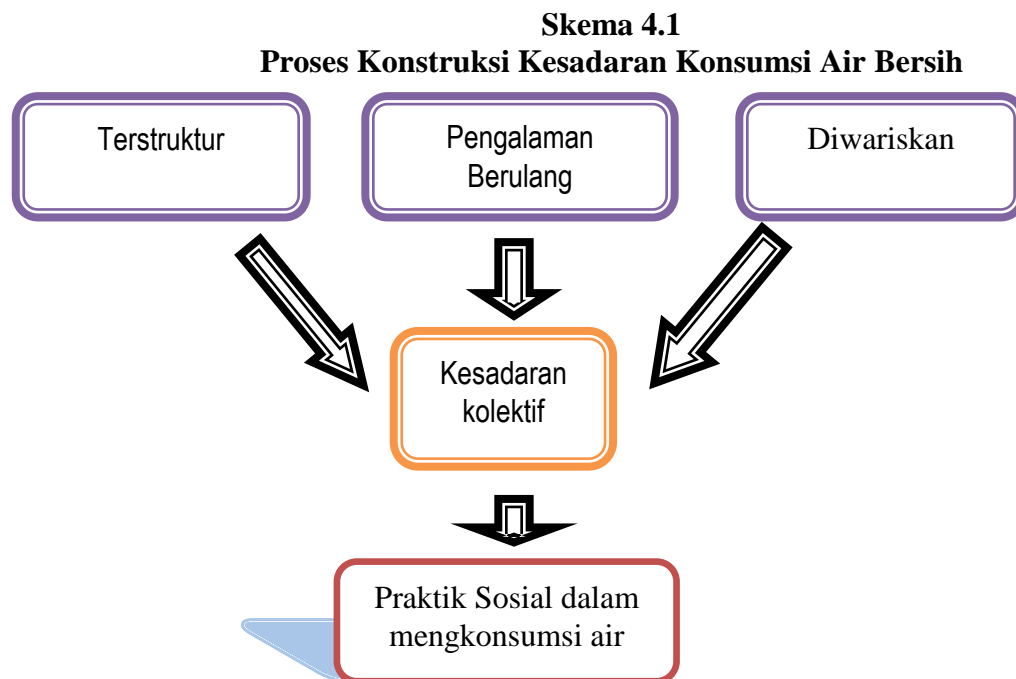 Skema 4.1
Proses Konstruksi Kesadaran Konsumsi Air Bersih
Terstruktur
Pengalaman
Berulang
Diwariskan
Kesadaran
kolektif
Praktik Sosial dalam
mengkonsumsi air